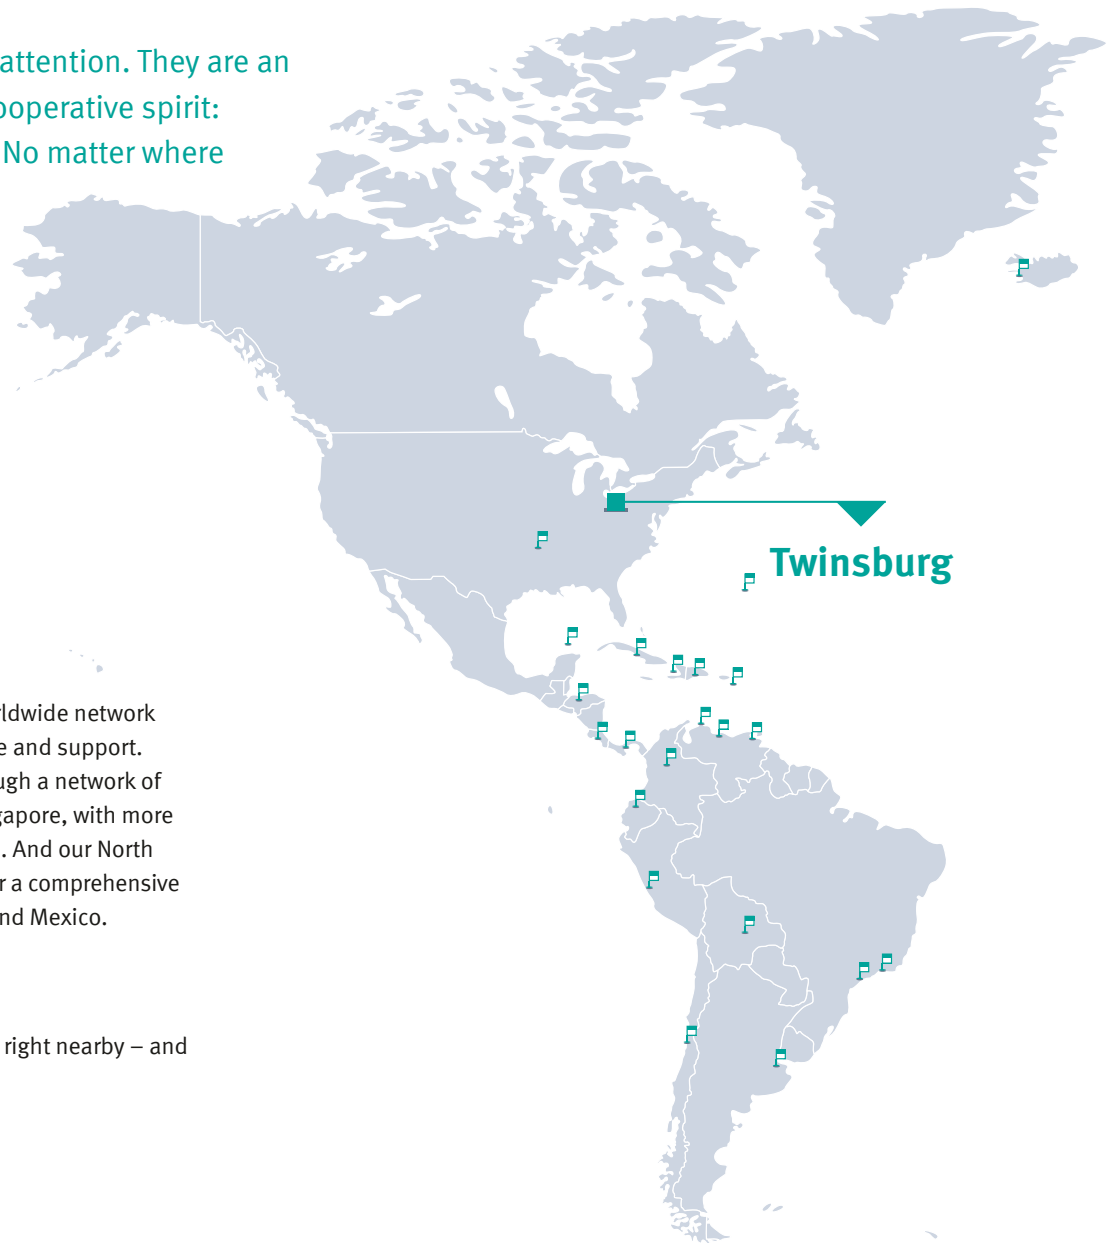 attention. They are an
ooperative spirit:
No matter where
Twinsburg
rldwide network
e and support.
ugh a network of
gapore, with more
. And our North
r a comprehensive
nd Mexico.
right nearby – and